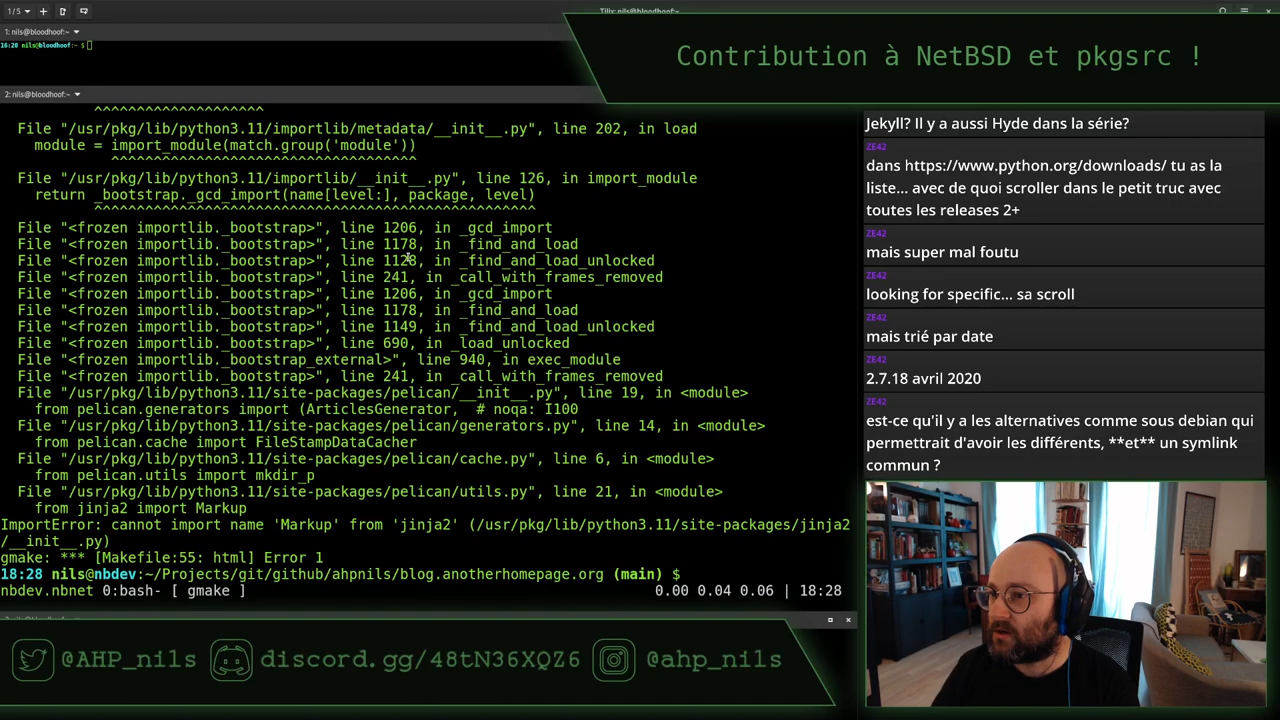 1/5
Tilix: nils@bloodhoof:~
1: nils@bloodhoof:~
16:20 nils@bloodhoof:~ $
Contribution à NetBSD et pkgsrc !
2: nils@bloodhoof:~
^^^^^^^^^^^^^^^^^^^^
File "/usr/pkg/lib/python3.11/importlib/metadata/__init__.py", line 202, in load
module = import_module(match.group('module'))
^^^^^^^^^^^^^^^^^^^^^^^^^^^^^^^^^^^^
File "/usr/pkg/lib/python3.11/importlib/__init__.py", line 126, in import_module
return _bootstrap._gcd_import(name[level:], package, level)
^^^^^^^^^^^^^^^^^^^^^^^^^^^^^^^^^^^^^^^^^^^^^^^^^^^^
File "<frozen importlib._bootstrap>", line 1206, in _gcd_import
File "<frozen importlib._bootstrap>", line 1178, in _find_and_load
File "<frozen importlib._bootstrap>", line 1128, in _find_and_load_unlocked
File "<frozen importlib._bootstrap>", line 241, in _call_with_frames_removed
File "<frozen importlib._bootstrap>", line 1206, in _gcd_import
File "<frozen importlib._bootstrap>", line 1178, in _find_and_load
File "<frozen importlib._bootstrap>", line 1149, in _find_and_load_unlocked
File "<frozen importlib._bootstrap>", line 690, in _load_unlocked
File "<frozen importlib._bootstrap_external>", line 940, in exec_module
File "<frozen importlib._bootstrap>", line 241, in _call_with_frames_removed
File "/usr/pkg/lib/python3.11/site-packages/pelican/__init__.py", line 19, in <module>
from pelican.generators import (ArticlesGenerator,  # noqa: I100
File "/usr/pkg/lib/python3.11/site-packages/pelican/generators.py", line 14, in <module>
from pelican.cache import FileStampDataCacher
File "/usr/pkg/lib/python3.11/site-packages/pelican/cache.py", line 6, in <module>
from pelican.utils import mkdir_p
File "/usr/pkg/lib/python3.11/site-packages/pelican/utils.py", line 21, in <module>
from jinja2 import Markup
ImportError: cannot import name 'Markup' from 'jinja2' (/usr/pkg/lib/python3.11/site-packages/jinja2
/__init__.py)
gmake: *** [Makefile:55: html] Error 1
18:28 nils@nbdev:~/Projects/git/github/ahpnils/blog.anotherhomepage.org (main) $
nbdev.nbnet 0:bash- [ gmake ] 0.00 0.04 0.06 | 18:28
Jekyll? Il y a aussi Hyde dans la série?
ZE42
dans https://www.python.org/downloads/ tu as la
liste... avec de quoi scroller dans le petit truc avec
toutes les releases 2+
ZE42
mais super mal foutu
ZE42
looking for specific... sa scroll
ZE42
mais trié par date
ZE42
2.7.18 avril 2020
ZE42
est-ce qu'il y a les alternatives comme sous debian qui
permettrait d'avoir les différents, **et** un symlink
commun ?
@AHP_nils
discord.gg/48tN36XQZ6
@ahp_nils